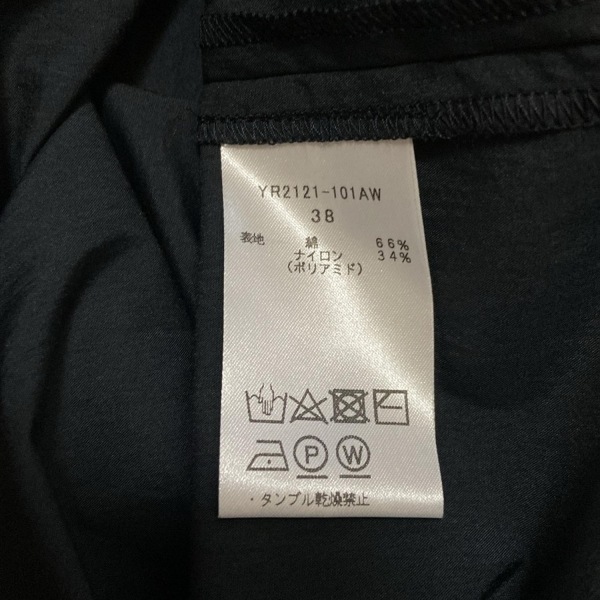 YR2121-101AW
38
表地 綿 66%
ナイロン 34%
(ポリアミド)
P W
・タンブル乾燥禁止